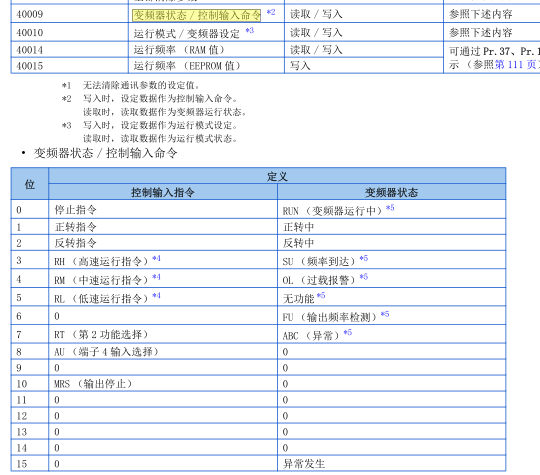 40009 变频器状态／控制输入命令 *2 读取／写入 参照下述内容
40010 运行模式／变频器设定 *3 读取／写入 参照下述内容
40014 运行频率（RAM 值） 读取／写入 可通过 Pr.37、Pr.1
40015 运行频率（EEPROM 值） 写入 示（参照第 111 页）
*1 无法清除通讯参数的设定值。
*2 写入时，设定数据作为控制输入命令。
读取时，读取数据作为变频器运行状态。
*3 写入时，设定数据作为运行模式设定。
读取时，读取数据作为运行模式状态。
• 变频器状态／控制输入命令
位 定义
控制输入指令 变频器状态
0 停止指令 RUN（变频器运行中）*5
1 正转指令 正转中
2 反转指令 反转中
3 RH（高速运行指令）*4 SU（频率到达）*5
4 RM（中速运行指令）*4 OL（过载报警）*5
5 RL（低速运行指令）*4 无功能*5
6 0 FU（输出频率检测）*5
7 RT（第 2 功能选择） ABC（异常）*5
8 AU（端子 4 输入选择） 0
9 0 0
10 MRS（输出停止） 0
11 0 0
12 0 0
13 0 0
14 0 0
15 0 异常发生